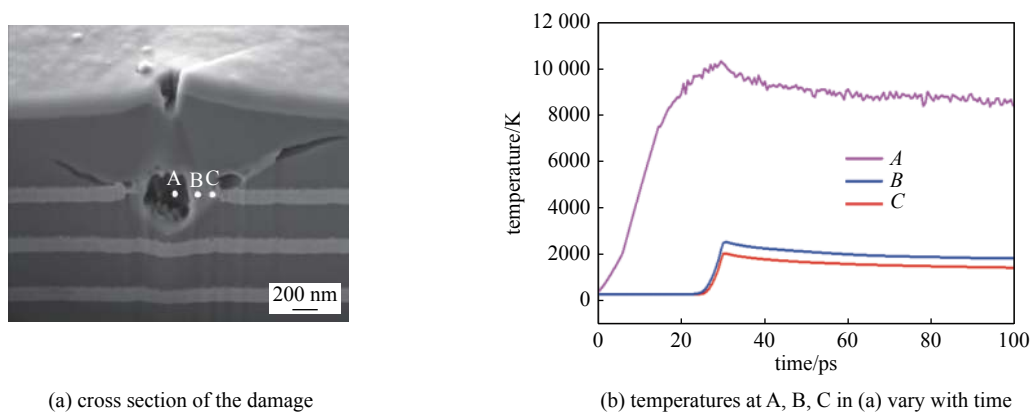 A B C
200 nm
(a) cross section of the damage
12 000
10 000
8000
6000
4000
2000
0
temperature/K
A
B
C
0 20 40 60 80 100
time/ps
(b) temperatures at A, B, C in (a) vary with time